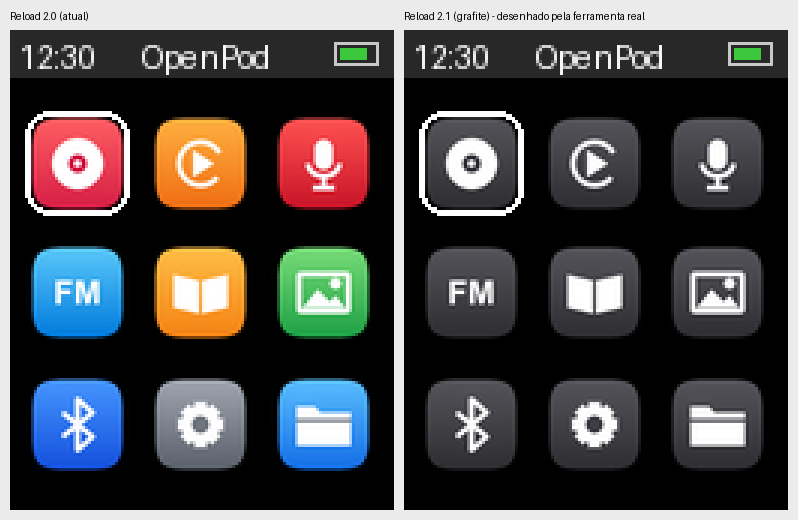 Reload 2.0 (atual)
Reload 2.1 (grafite) - desenhado pela ferramenta real
12:30 OpenPod
12:30 OpenPod
FM
FM